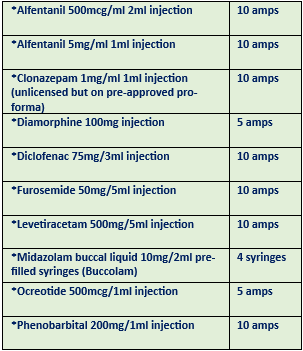 *Alfentanil 500mcg/ml 2ml injection 10 amps
*Alfentanil 5mg/ml 1ml injection 10 amps
*Clonazepam 1mg/ml 1ml injection 10 amps
(unlicensed but on pre-approved pro-
forma)
*Diamorphine 100mg injection 5 amps
*Diclofenac 75mg/3ml injection 10 amps
*Furosemide 50mg/5ml injection 10 amps
*Levetiracetam 500mg/5ml injection 10 amps
*Midazolam buccal liquid 10mg/2ml pre- 4 syringes
filled syringes (Buccolam)
*Ocreotide 500mcg/1ml injection 5 amps
*Phenobarbital 200mg/1ml injection 10 amps